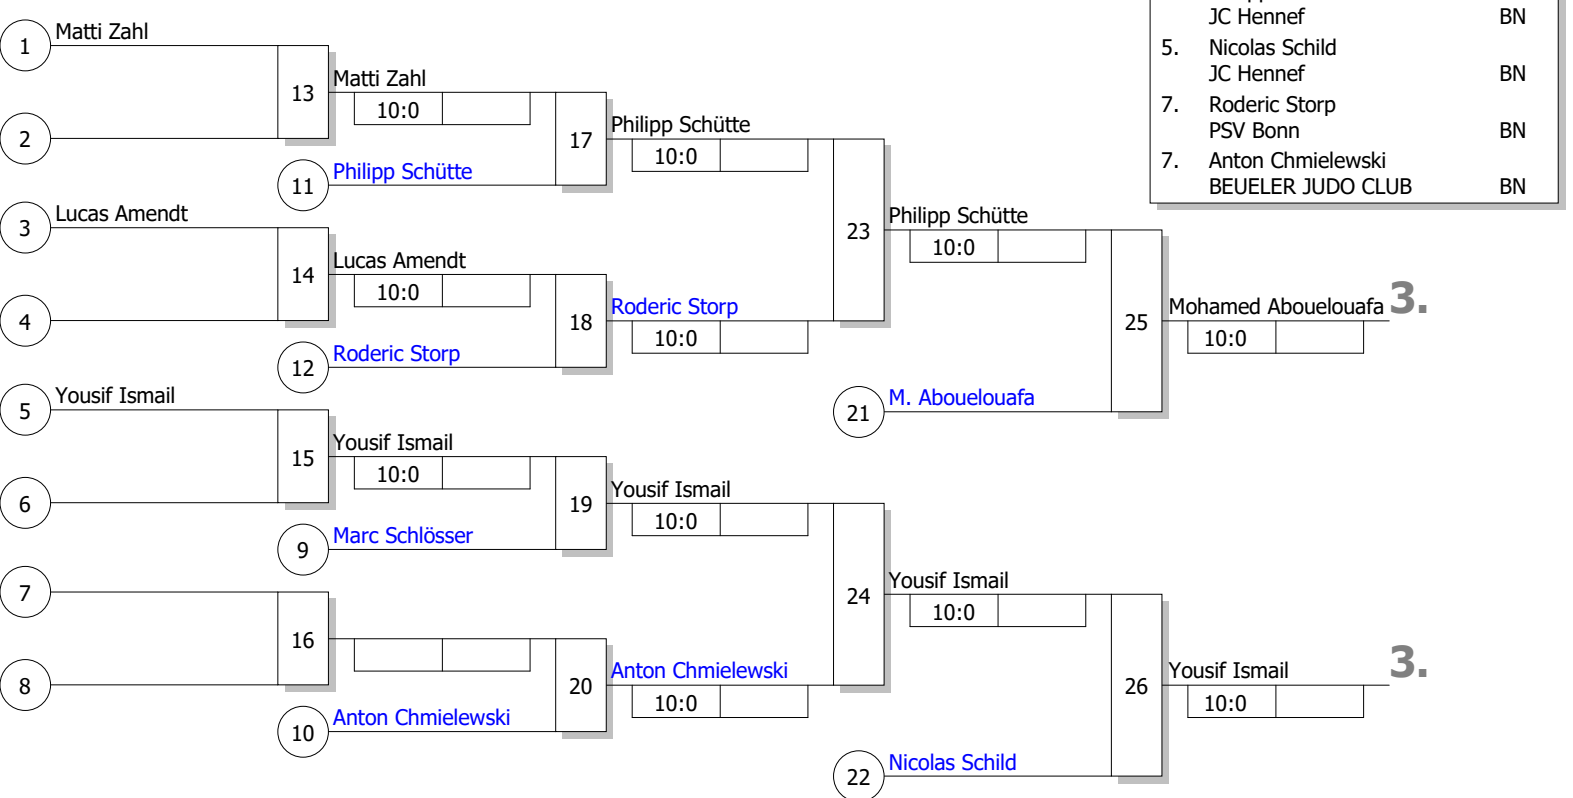 JC Hennef BN
5. Nicolas Schild
JC Hennef BN
7. Roderic Storp
PSV Bonn BN
7. Anton Chmielewski
BEUELER JUDO CLUB BN
1 Matti Zahl
13 Matti Zahl
10:0
2
17 Philipp Schütte
10:0
11 Philipp Schütte
3 Lucas Amendt
23 Philipp Schütte
10:0
14 Lucas Amendt
10:0
4
18 Roderic Storp
10:0
12 Roderic Storp
25 Mohamed Abouelouafa 3.
10:0
5 Yousif Ismail
21 M. Abouelouafa
15 Yousif Ismail
10:0
6
19 Yousif Ismail
10:0
9 Marc Schlösser
7
24 Yousif Ismail
10:0
16
8
20 Anton Chmielewski
10:0
10 Anton Chmielewski
26 Yousif Ismail 3.
10:0
22 Nicolas Schild